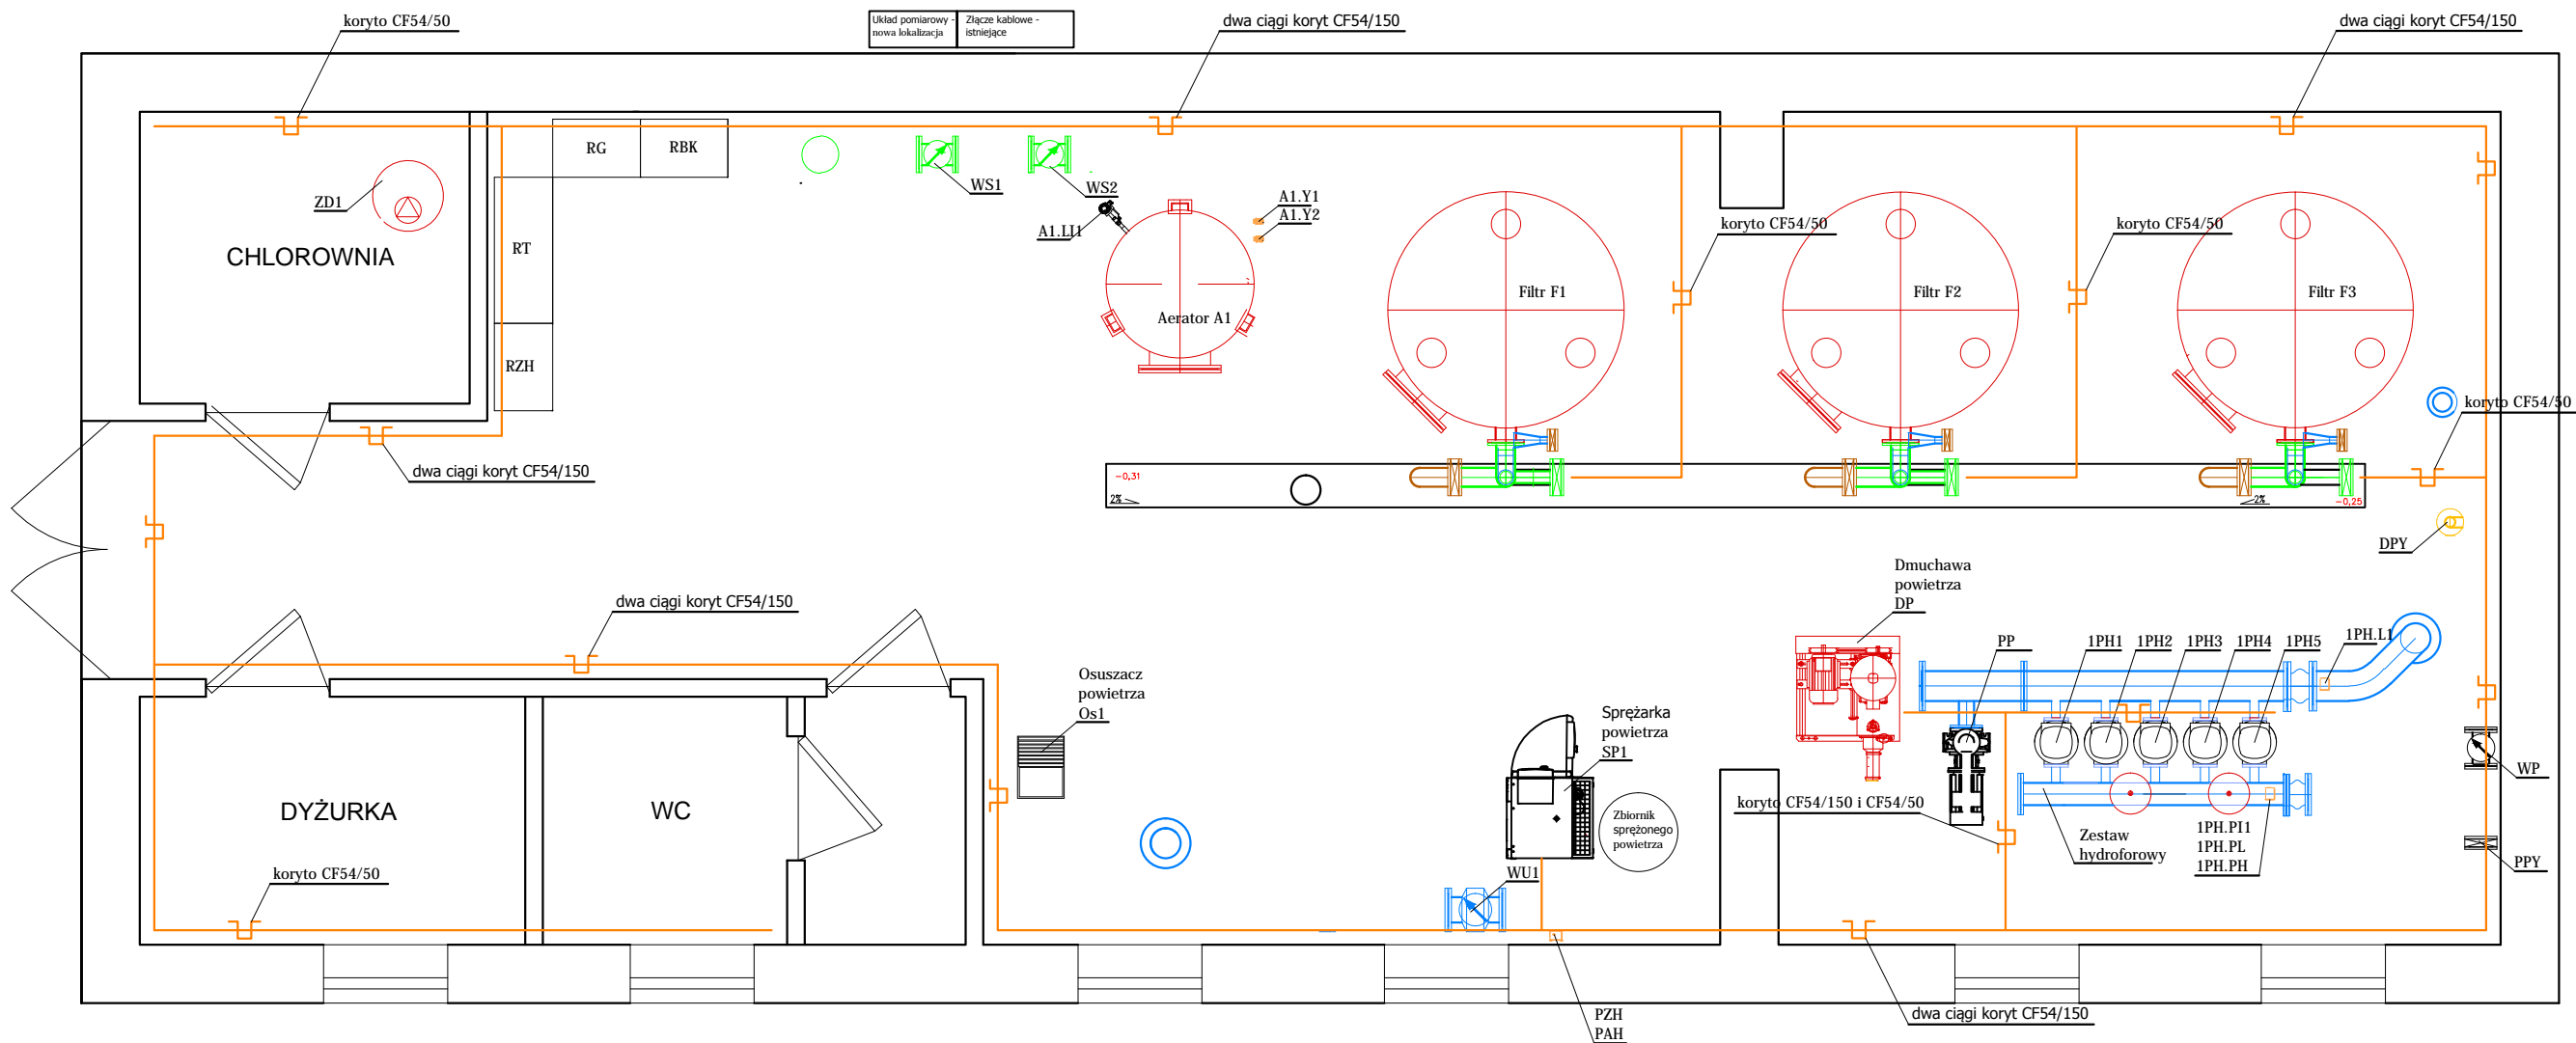 koryto CF54/50
Układ pomiarowy -
nowa lokalizacja
Złącze kablowe -
istniejące
dwa ciągi koryt CF54/150
dwa ciągi koryt CF54/150
RG
RBK
WS1
WS2
ZD1
A1.Y1
A1.Y2
A1.LI1
koryto CF54/50
koryto CF54/50
CHLOROWNIA
RT
Filtr F1
Filtr F2
Filtr F3
Aerator A1
RZH
koryto CF54/50
dwa ciągi koryt CF54/150
-0,31
2%
2%
-0,25
DPY
Dmuchawa
powietrza
DP
dwa ciągi koryt CF54/150
PP
1PH1
1PH2
1PH3
1PH4
1PH5
1PH.L1
Osuszacz
powietrza
Os1
Sprężarka
powietrza
SP1
WP
DYŻURKA
WC
koryto CF54/150 i CF54/50
Zbiornik
sprężonego
powietrza
Zestaw
hydroforowy
1PH.PI1
1PH.PL
1PH.PH
PPY
koryto CF54/50
WU1
PZH
PAH
dwa ciągi koryt CF54/150